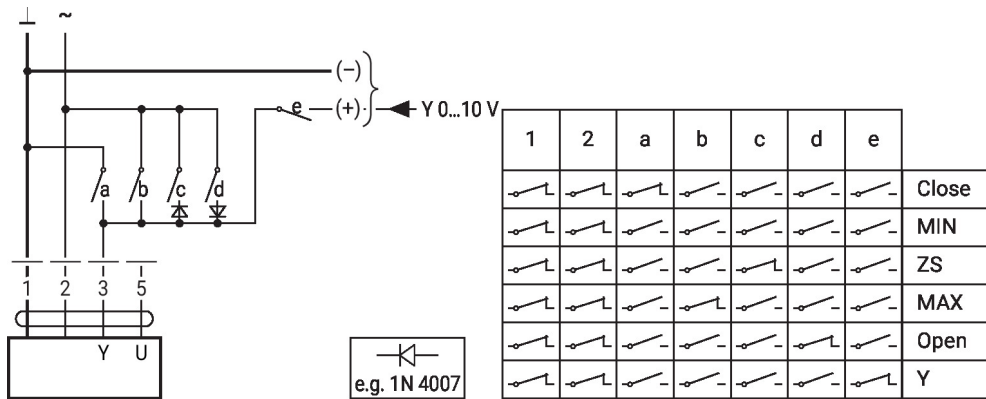 ⊥ ~
(–)
e (+) Y 0...10 V
a b c d
1 2 3 5
Y U
e.g. 1N 4007
1 2 a b c d e
Close
MIN
ZS
MAX
Open
Y